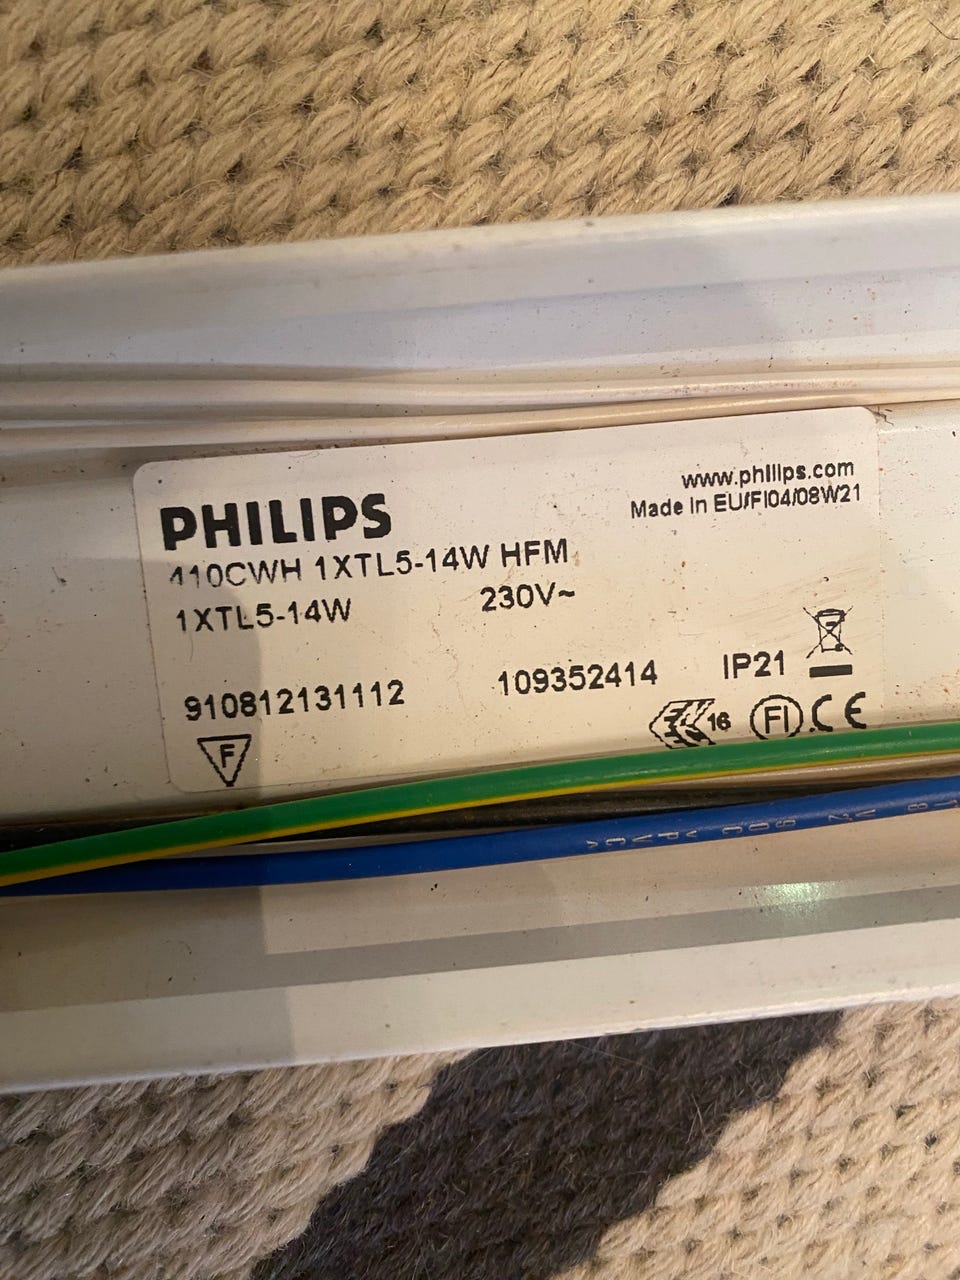 PHILIPS
www.philips.com
Made in EU/FI04/08W21
410CWH 1XTL5-14W HFM
1XTL5-14W 230V~
910812131112 109352414 IP21
F 16 FI CE